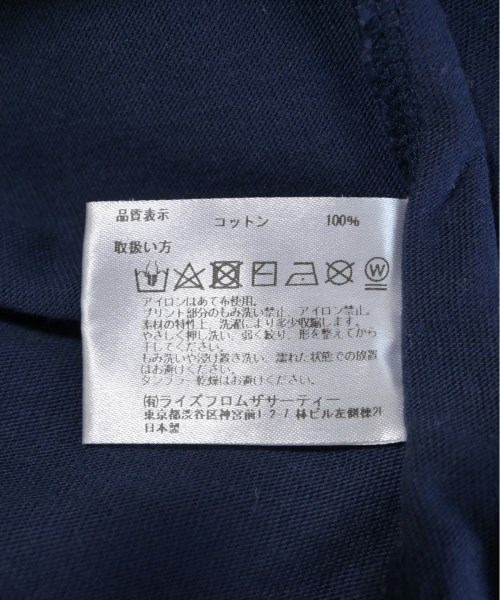 品質表示 コットン 100%
取扱い方
W
アイロンはあて布使用。
プリント部分のもみ洗い禁止、アイロン禁止。
素材の特性上、洗濯により多少収縮します。
やさしく押し洗い、弱く絞り、形を整えてから
干してください。
もみ洗いや浸け置き洗い、濡れた状態での放置
はお避けください。
タンブラー乾燥はお避けください。
(有)ライズフロムザサーティー
東京都渋谷区神宮前1-2-7 林ビル左側棟2F
日本製